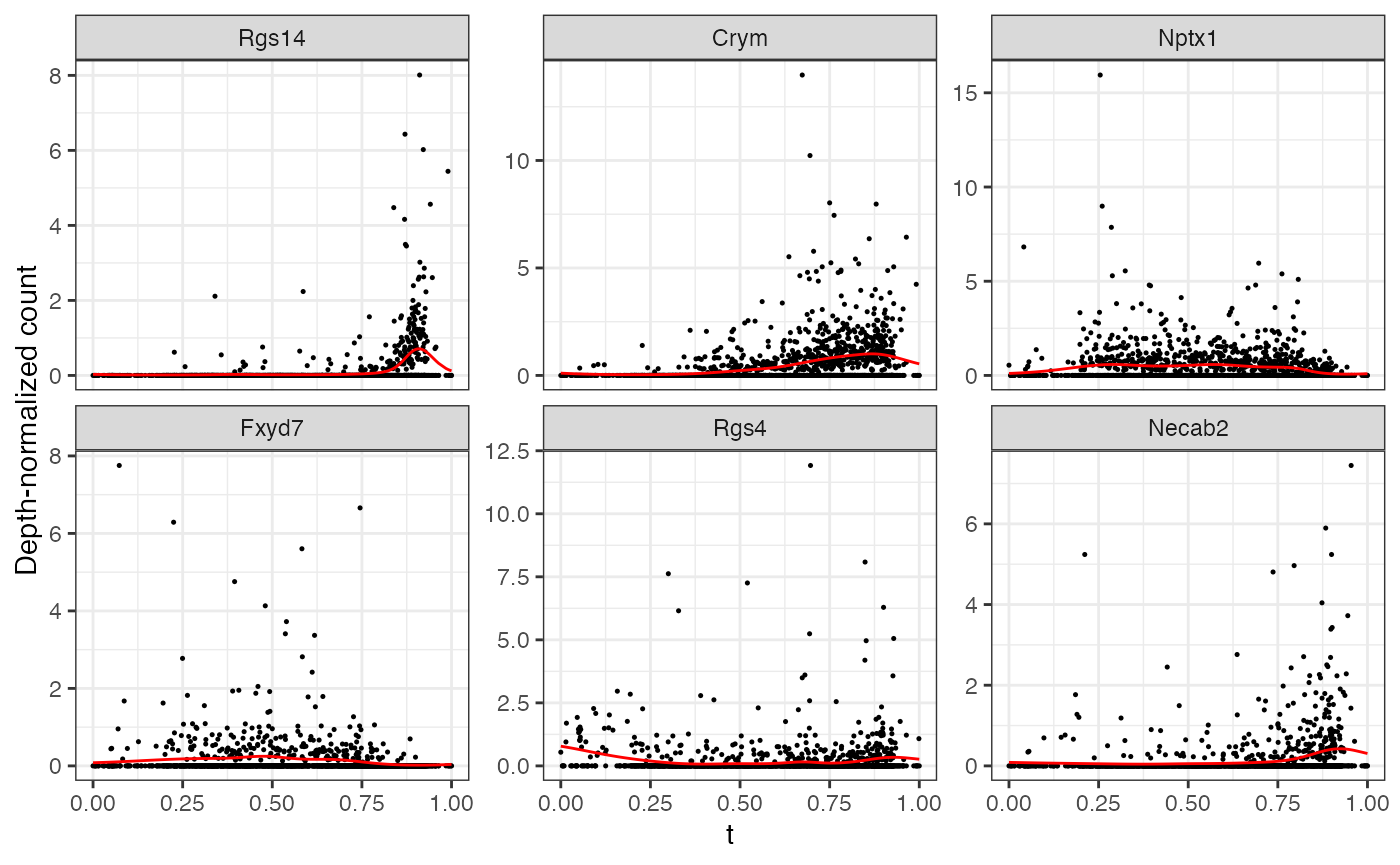 Rgs14 Crym Nptx1
8 6 4 2 0
10 5 0
15 10 5 0
Depth-normalized count
Fxyd7 Rgs4 Necab2
8 6 4 2 0
12.5 10.0 7.5 5.0 2.5 0.0
6 4 2 0
0.00 0.25 0.50 0.75 1.00 0.00 0.25 0.50 0.75 1.00 0.00 0.25 0.50 0.75 1.00
t